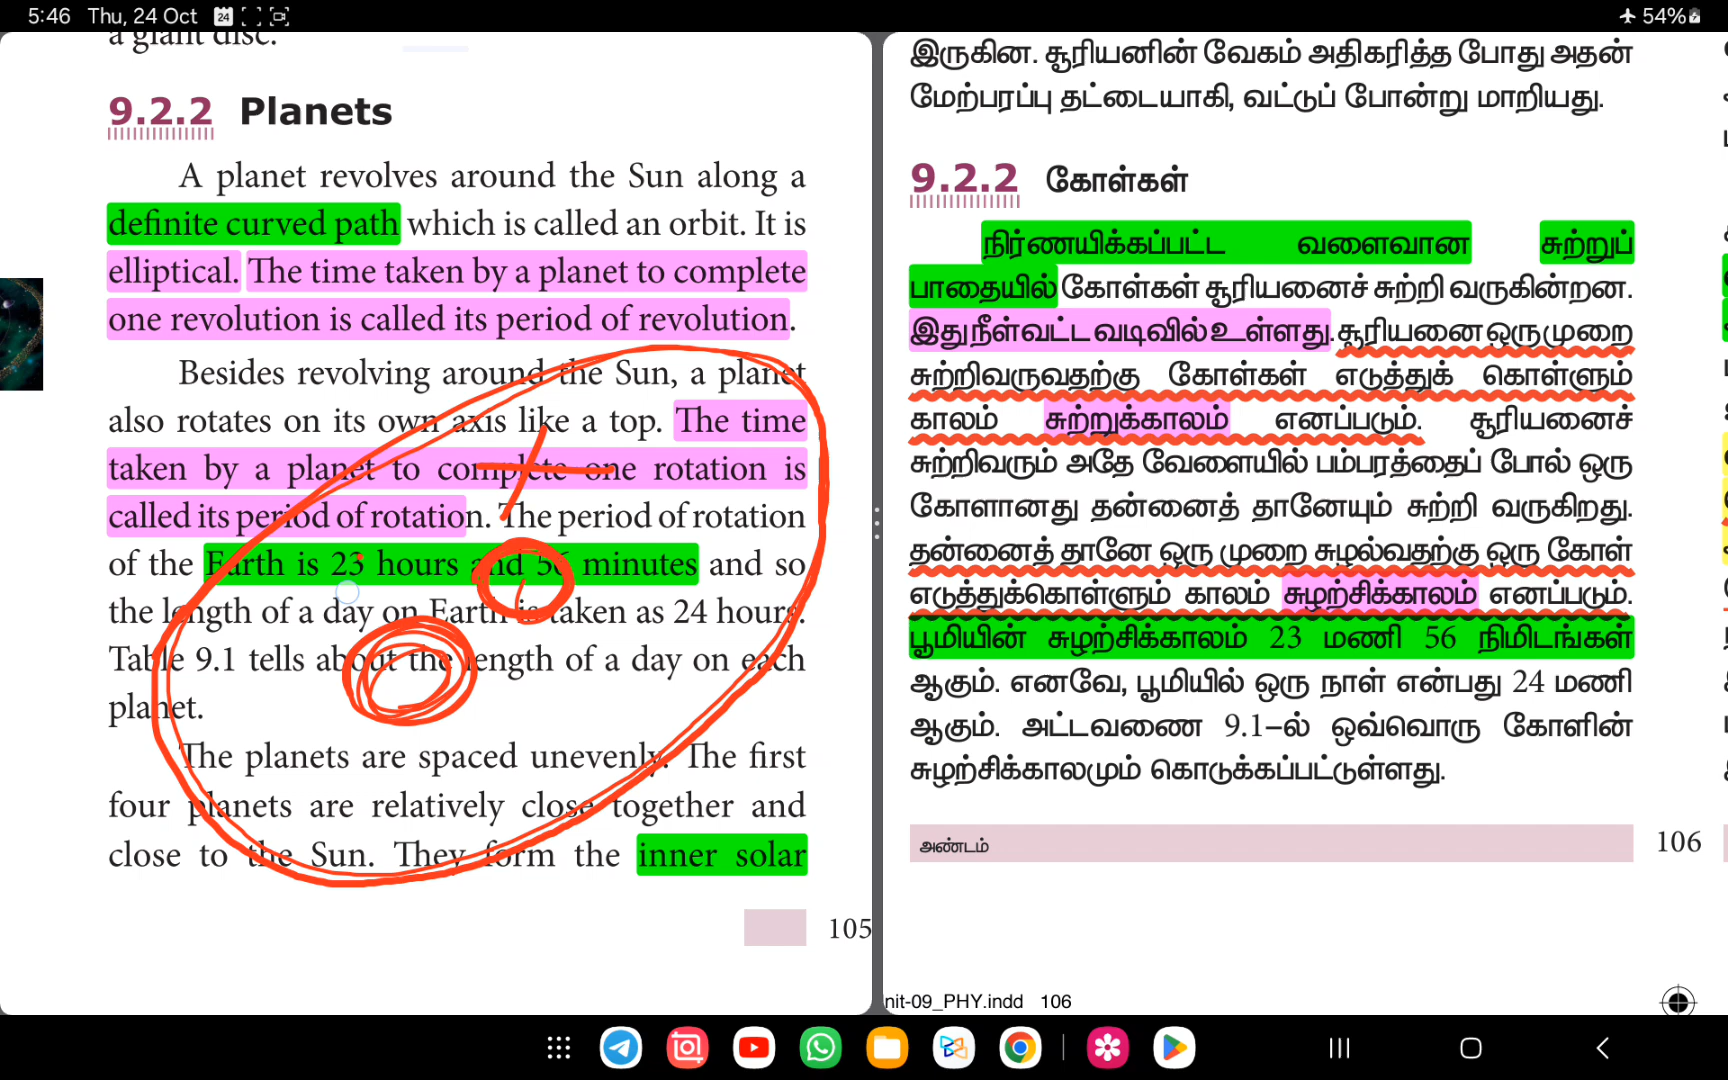 5:46 Thu, 24 Oct 24
54%
a giant disc.
9.2.2 Planets
A planet revolves around the Sun along a
definite curved path which is called an orbit. It is
elliptical. The time taken by a planet to complete
one revolution is called its period of revolution.
Besides revolving around the Sun, a planet
also rotates on its own axis like a top. The time
taken by a planet to complete one rotation is
called its period of rotation. The period of rotation
of the Earth is 23 hours and 56 minutes and so
the length of a day on Earth is taken as 24 hours.
Table 9.1 tells about the length of a day on each
planet.
The planets are spaced unevenly. The first
four planets are relatively close together and
close to the Sun. They form the inner solar
105
இருகின. சூரியனின் வேகம் அதிகரித்த போது அதன்
மேற்பரப்பு தட்டையாகி, வட்டுப் போன்று மாறியது.
9.2.2 கோள்கள்
நிர்ணயிக்கப்பட்ட வளைவான சுற்றுப்
பாதையில் கோள்கள் சூரியனைச் சுற்றி வருகின்றன.
இது நீள்வட்ட வடிவில் உள்ளது. சூரியனை ஒரு முறை
சுற்றிவருவதற்கு கோள்கள் எடுத்துக் கொள்ளும்
காலம் சுற்றுக்காலம் எனப்படும். சூரியனைச்
சுற்றிவரும் அதே வேளையில் பம்பரத்தைப் போல் ஒரு
கோளானது தன்னைத் தானேயும் சுற்றி வருகிறது.
தன்னைத் தானே ஒரு முறை சுழல்வதற்கு ஒரு கோள்
எடுத்துக்கொள்ளும் காலம் சுழற்சிக்காலம் எனப்படும்.
பூமியின் சுழற்சிக்காலம் 23 மணி 56 நிமிடங்கள்
ஆகும். எனவே, பூமியில் ஒரு நாள் என்பது 24 மணி
ஆகும். அட்டவணை 9.1–ல் ஒவ்வொரு கோளின்
சுழற்சிக்காலமும் கொடுக்கப்பட்டுள்ளது.
அண்டம் 106
nit-09_PHY.indd 106